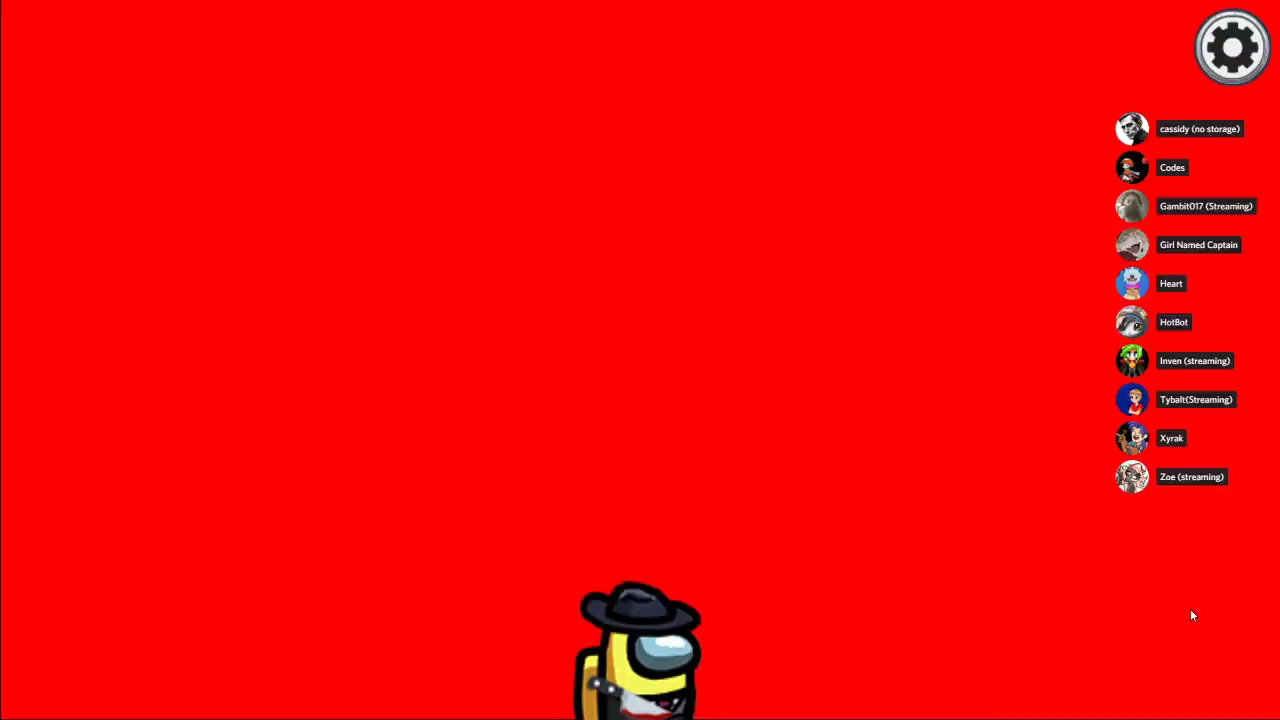 cassidy (no storage)
Codes
Gambit017 (Streaming)
Girl Named Captain
Heart
HotBot
Inven (streaming)
Tybalt(Streaming)
Xyrak
Zoe (streaming)